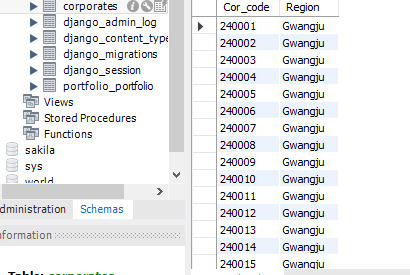 corporates
django_admin_log
django_content_type
django_migrations
django_session
portfolio_portfolio
Views
Stored Procedures
Functions
sakila
sys
world
dministration Schemas
nformation
Table: corporates
Cor_code Region
240001 Gwangju
240002 Gwangju
240003 Gwangju
240004 Gwangju
240005 Gwangju
240006 Gwangju
240007 Gwangju
240008 Gwangju
240009 Gwangju
240010 Gwangju
240011 Gwangju
240012 Gwangju
240013 Gwangju
240014 Gwangju
240015 Gwangju